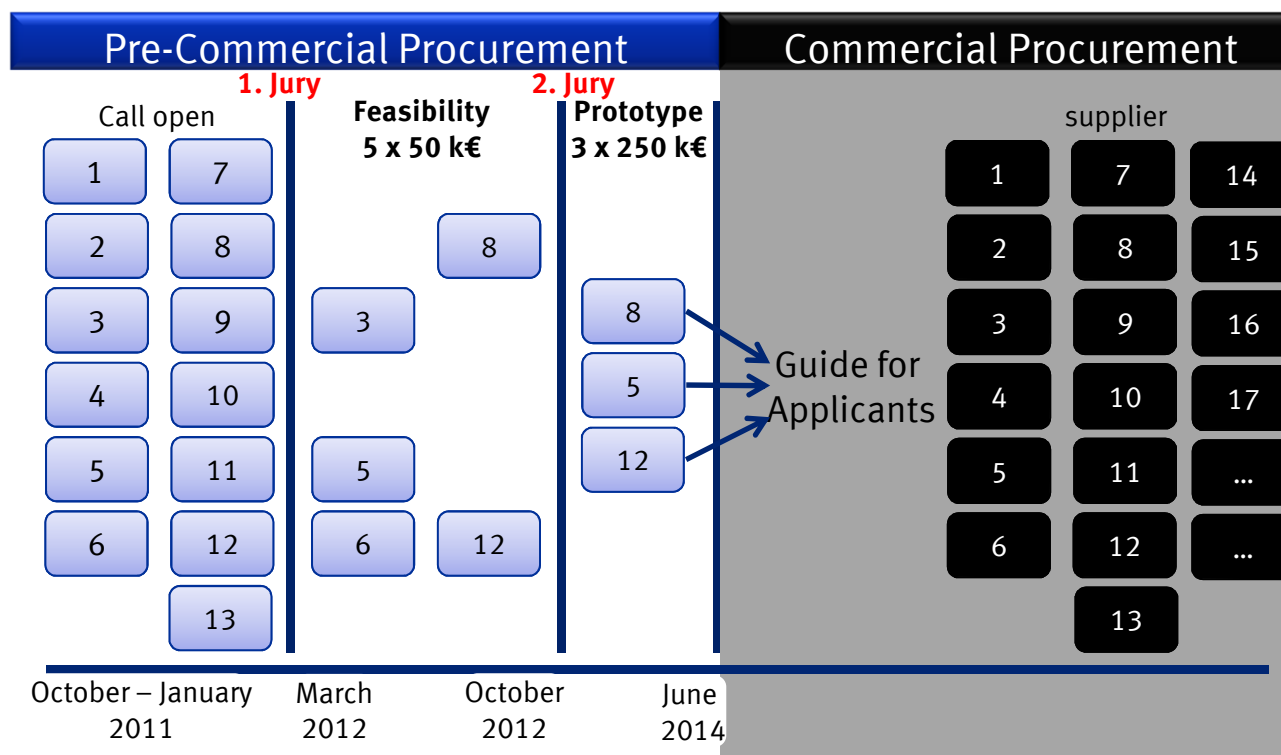 Pre-Commercial Procurement
Commercial Procurement
1. Jury
2. Jury
Call open
Feasibility
5 x 50 k€
Prototype
3 x 250 k€
supplier
1 7
2 8
3 9
4 10
5 11
6 12
13
8
3
5
6 12
8
5
12
Guide for
Applicants
1 7 14
2 8 15
3 9 16
4 10 17
5 11 ...
6 12 ...
13
October – January
2011
March
2012
October
2012
June
2014